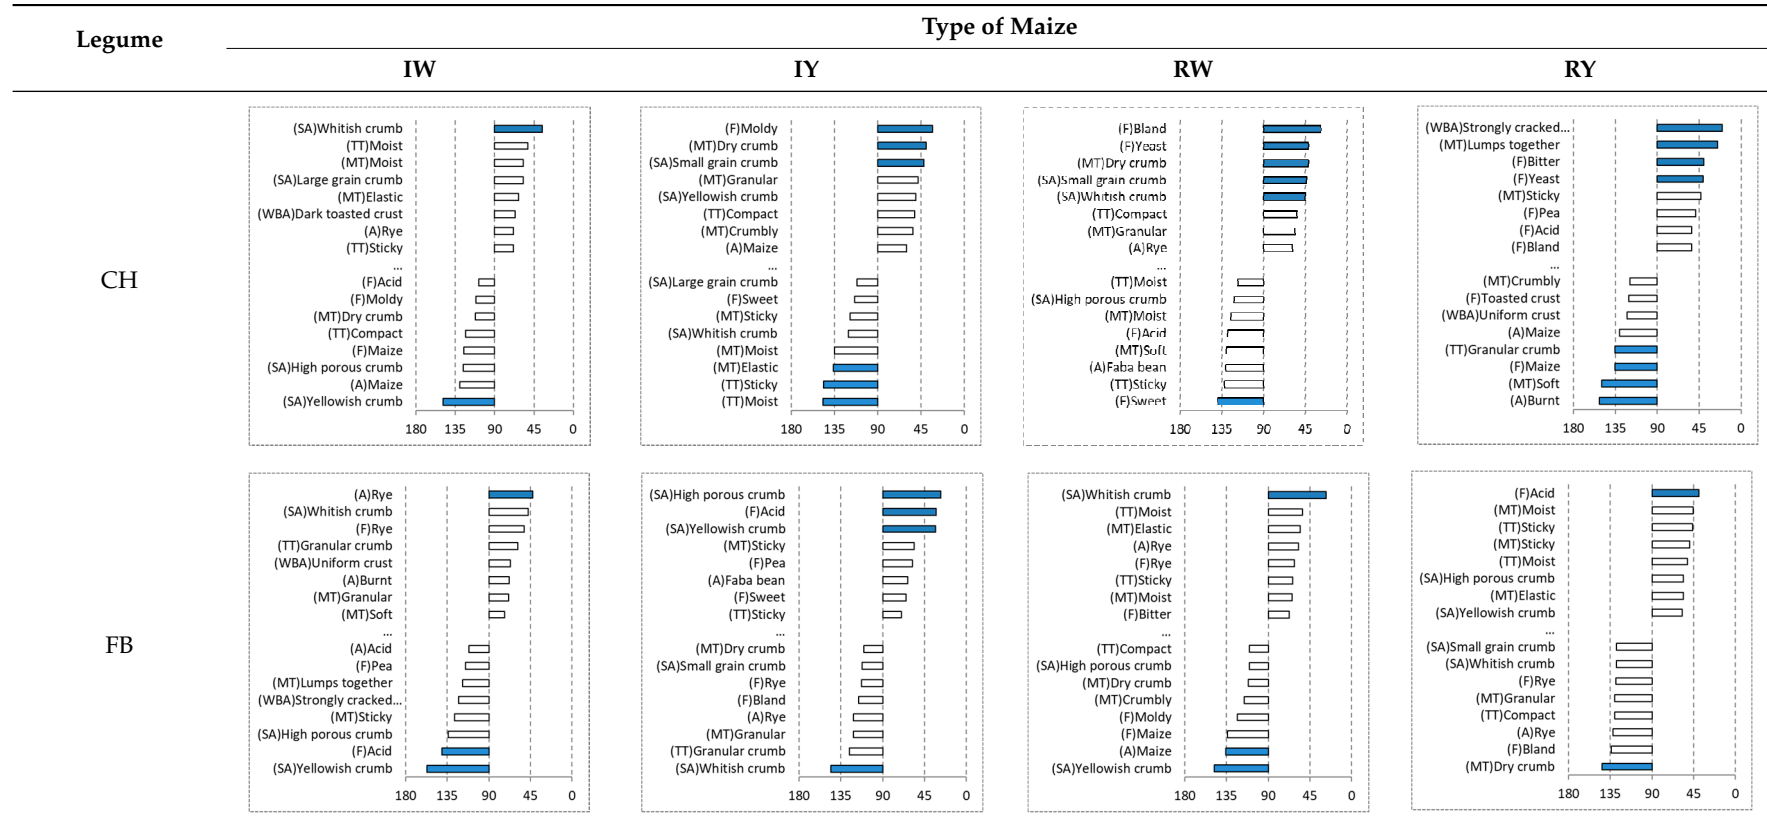 Legume
Type of Maize
IW IY RW RY
CH
(SA)Whitish crumb
(TT)Moist
(MT)Moist
(SA)Large grain crumb
(MT)Elastic
(WBA)Dark toasted crust
(A)Rye
(TT)Sticky
...
(F)Acid
(F)Moldy
(MT)Dry crumb
(TT)Compact
(F)Maize
(SA)High porous crumb
(A)Maize
(SA)Yellowish crumb
180 135 90 45 0
(F)Moldy
(MT)Dry crumb
(SA)Small grain crumb
(MT)Granular
(SA)Yellowish crumb
(TT)Compact
(MT)Crumbly
(A)Maize
...
(SA)Large grain crumb
(F)Sweet
(MT)Sticky
(SA)Whitish crumb
(MT)Moist
(MT)Elastic
(TT)Sticky
(TT)Moist
180 135 90 45 0
(F)Bland
(F)Yeast
(MT)Dry crumb
(SA)Small grain crumb
(SA)Whitish crumb
(TT)Compact
(MT)Granular
(A)Rye
...
(TT)Moist
(SA)High porous crumb
(MT)Moist
(F)Acid
(MT)Soft
(A)Faba bean
(TT)Sticky
(F)Sweet
180 135 90 45 0
(WBA)Strongly cracked...
(MT)Lumps together
(F)Bitter
(F)Yeast
(MT)Sticky
(F)Pea
(F)Acid
(F)Bland
...
(MT)Crumbly
(F)Toasted crust
(WBA)Uniform crust
(A)Maize
(TT)Granular crumb
(F)Maize
(MT)Soft
(A)Burnt
180 135 90 45 0
FB
(A)Rye
(SA)Whitish crumb
(F)Rye
(TT)Granular crumb
(WBA)Uniform crust
(A)Burnt
(MT)Granular
(MT)Soft
...
(A)Acid
(F)Pea
(MT)Lumps together
(WBA)Strongly cracked...
(MT)Sticky
(SA)High porous crumb
(F)Acid
(SA)Yellowish crumb
180 135 90 45 0
(SA)High porous crumb
(F)Acid
(SA)Yellowish crumb
(MT)Sticky
(F)Pea
(A)Faba bean
(F)Sweet
(TT)Sticky
...
(MT)Dry crumb
(SA)Small grain crumb
(F)Rye
(F)Bland
(A)Rye
(MT)Granular
(TT)Granular crumb
(SA)Whitish crumb
180 135 90 45 0
(SA)Whitish crumb
(TT)Moist
(MT)Elastic
(A)Rye
(F)Rye
(TT)Sticky
(MT)Moist
(F)Bitter
...
(TT)Compact
(SA)High porous crumb
(MT)Dry crumb
(MT)Crumbly
(F)Moldy
(F)Maize
(A)Maize
(SA)Yellowish crumb
180 135 90 45 0
(F)Acid
(MT)Moist
(TT)Sticky
(MT)Sticky
(TT)Moist
(SA)High porous crumb
(MT)Elastic
(SA)Yellowish crumb
...
(SA)Small grain crumb
(SA)Whitish crumb
(F)Rye
(MT)Granular
(TT)Compact
(A)Rye
(F)Bland
(MT)Dry crumb
180 135 90 45 0